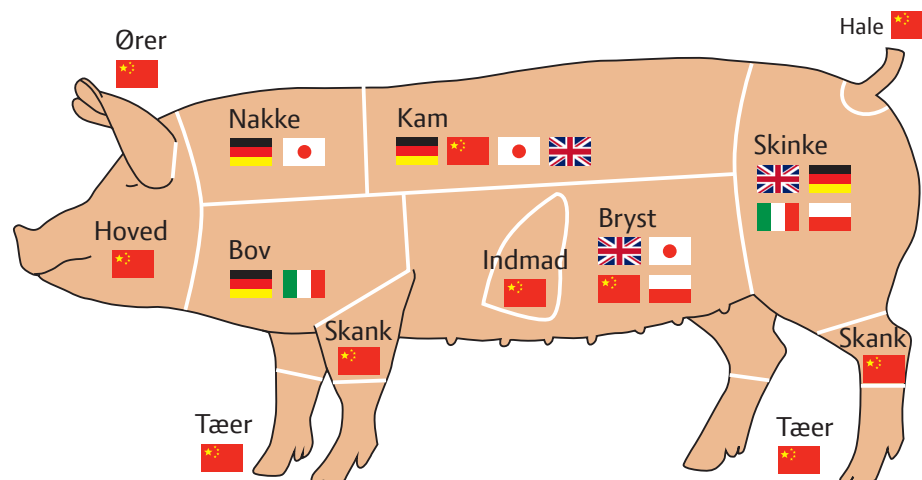 Ører
Hale
Nakke
Kam
Skinke
Hoved
Bov
Indmad
Bryst
Skank
Skank
Tæer
Tæer